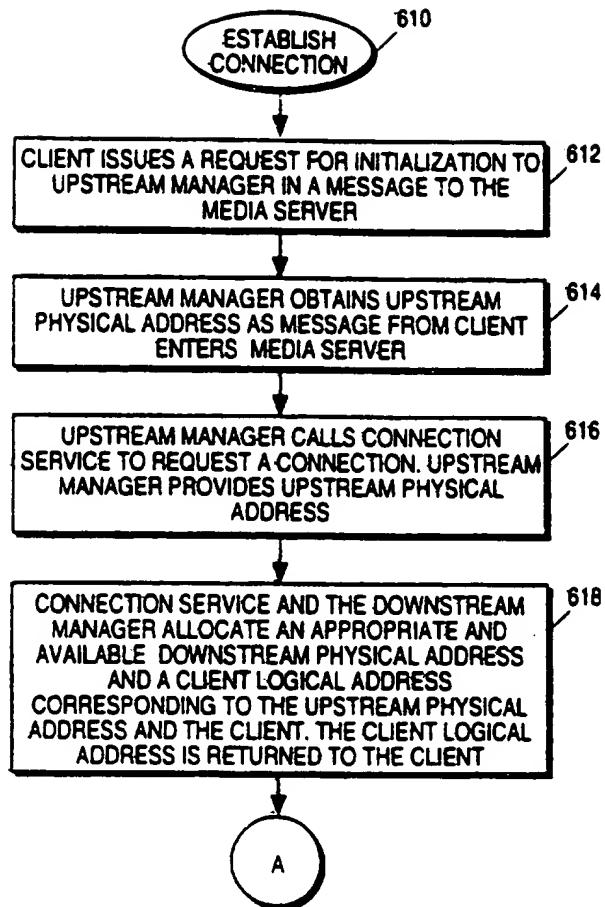 610
ESTABLISH
CONNECTION
612
CLIENT ISSUES A REQUEST FOR INITIALIZATION TO
UPSTREAM MANAGER IN A MESSAGE TO THE
MEDIA SERVER
614
UPSTREAM MANAGER OBTAINS UPSTREAM
PHYSICAL ADDRESS AS MESSAGE FROM CLIENT
ENTERS MEDIA SERVER
616
UPSTREAM MANAGER CALLS CONNECTION
SERVICE TO REQUEST A CONNECTION. UPSTREAM
MANAGER PROVIDES UPSTREAM PHYSICAL
ADDRESS
618
CONNECTION SERVICE AND THE DOWNSTREAM
MANAGER ALLOCATE AN APPROPRIATE AND
AVAILABLE DOWNSTREAM PHYSICAL ADDRESS
AND A CLIENT LOGICAL ADDRESS
CORRESPONDING TO THE UPSTREAM PHYSICAL
ADDRESS AND THE CLIENT. THE CLIENT LOGICAL
ADDRESS IS RETURNED TO THE CLIENT
A